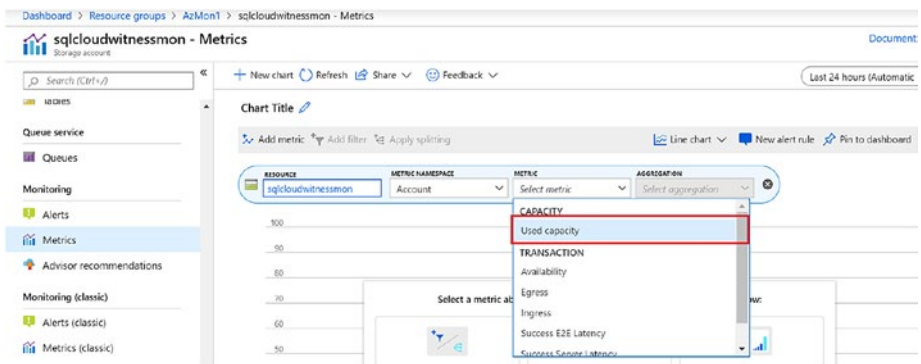 Dashboard > Resource groups > AzMon1 > sqlcloudwitnessmon - Metrics
sqlcloudwitnessmon - Metrics
Storage account
Document
Search (Ctrl+/)
«
New chart Refresh Share Feedback
Last 24 hours (Automatic
Tables
Chart Title
Add metric Add filter Apply splitting
Line chart New alert rule Pin to dashboard
Queue service
Queues
RESOURCE METRIC NAMESPACE METRIC AGGREGATION
sqlcloudwitnessmon Account Select metric Select aggregation
Monitoring
Alerts
Metrics
Advisor recommendations
Monitoring (classic)
Alerts (classic)
Metrics (classic)
CAPACITY
Used capacity
TRANSACTION
Availability
Egress
Ingress
Success E2E Latency
Success Server Latency
100
90
80
70
60
50
Select a metric ab
ow: